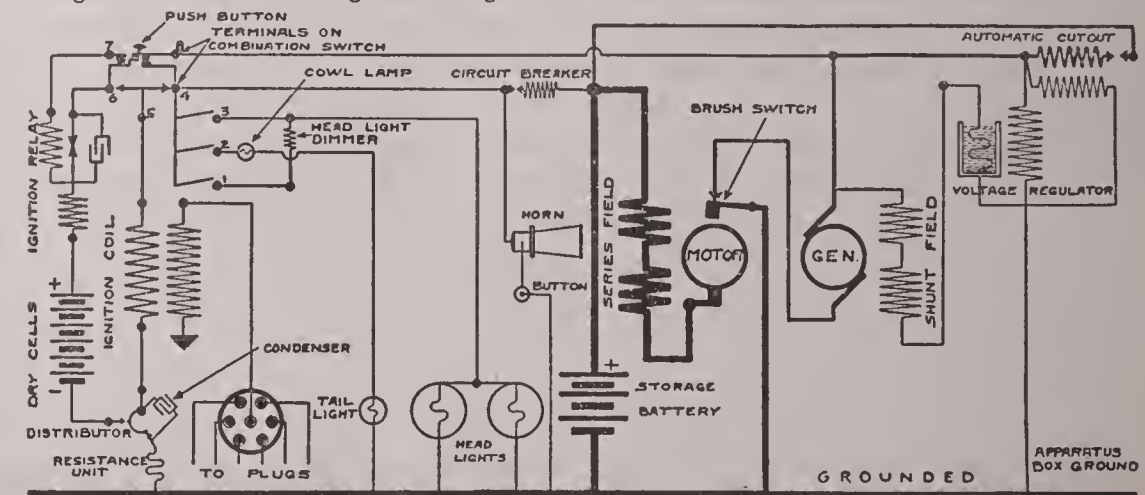 PUSH BUTTON
TERMINALS ON
COMBINATION SWITCH
COWL LAMP
CIRCUIT BREAKER
AUTOMATIC CUTOUT
7
8
6
4
5
3
2
1
HEAD LIGHT
DIMMER
BRUSH SWITCH
IGNITION RELAY
VOLTAGE REGULATOR
HORN
BUTTON
SERIES FIELD
MOTOR
GEN.
SHUNT FIELD
IGNITION COIL
DRY CELLS
+
-
CONDENSER
+
STORAGE
BATTERY
-
TAIL
LIGHT
DISTRIBUTOR
RESISTANCE
UNIT
TO PLUGS
HEAD
LIGHTS
GROUNDED
APPARATUS
BOX GROUND